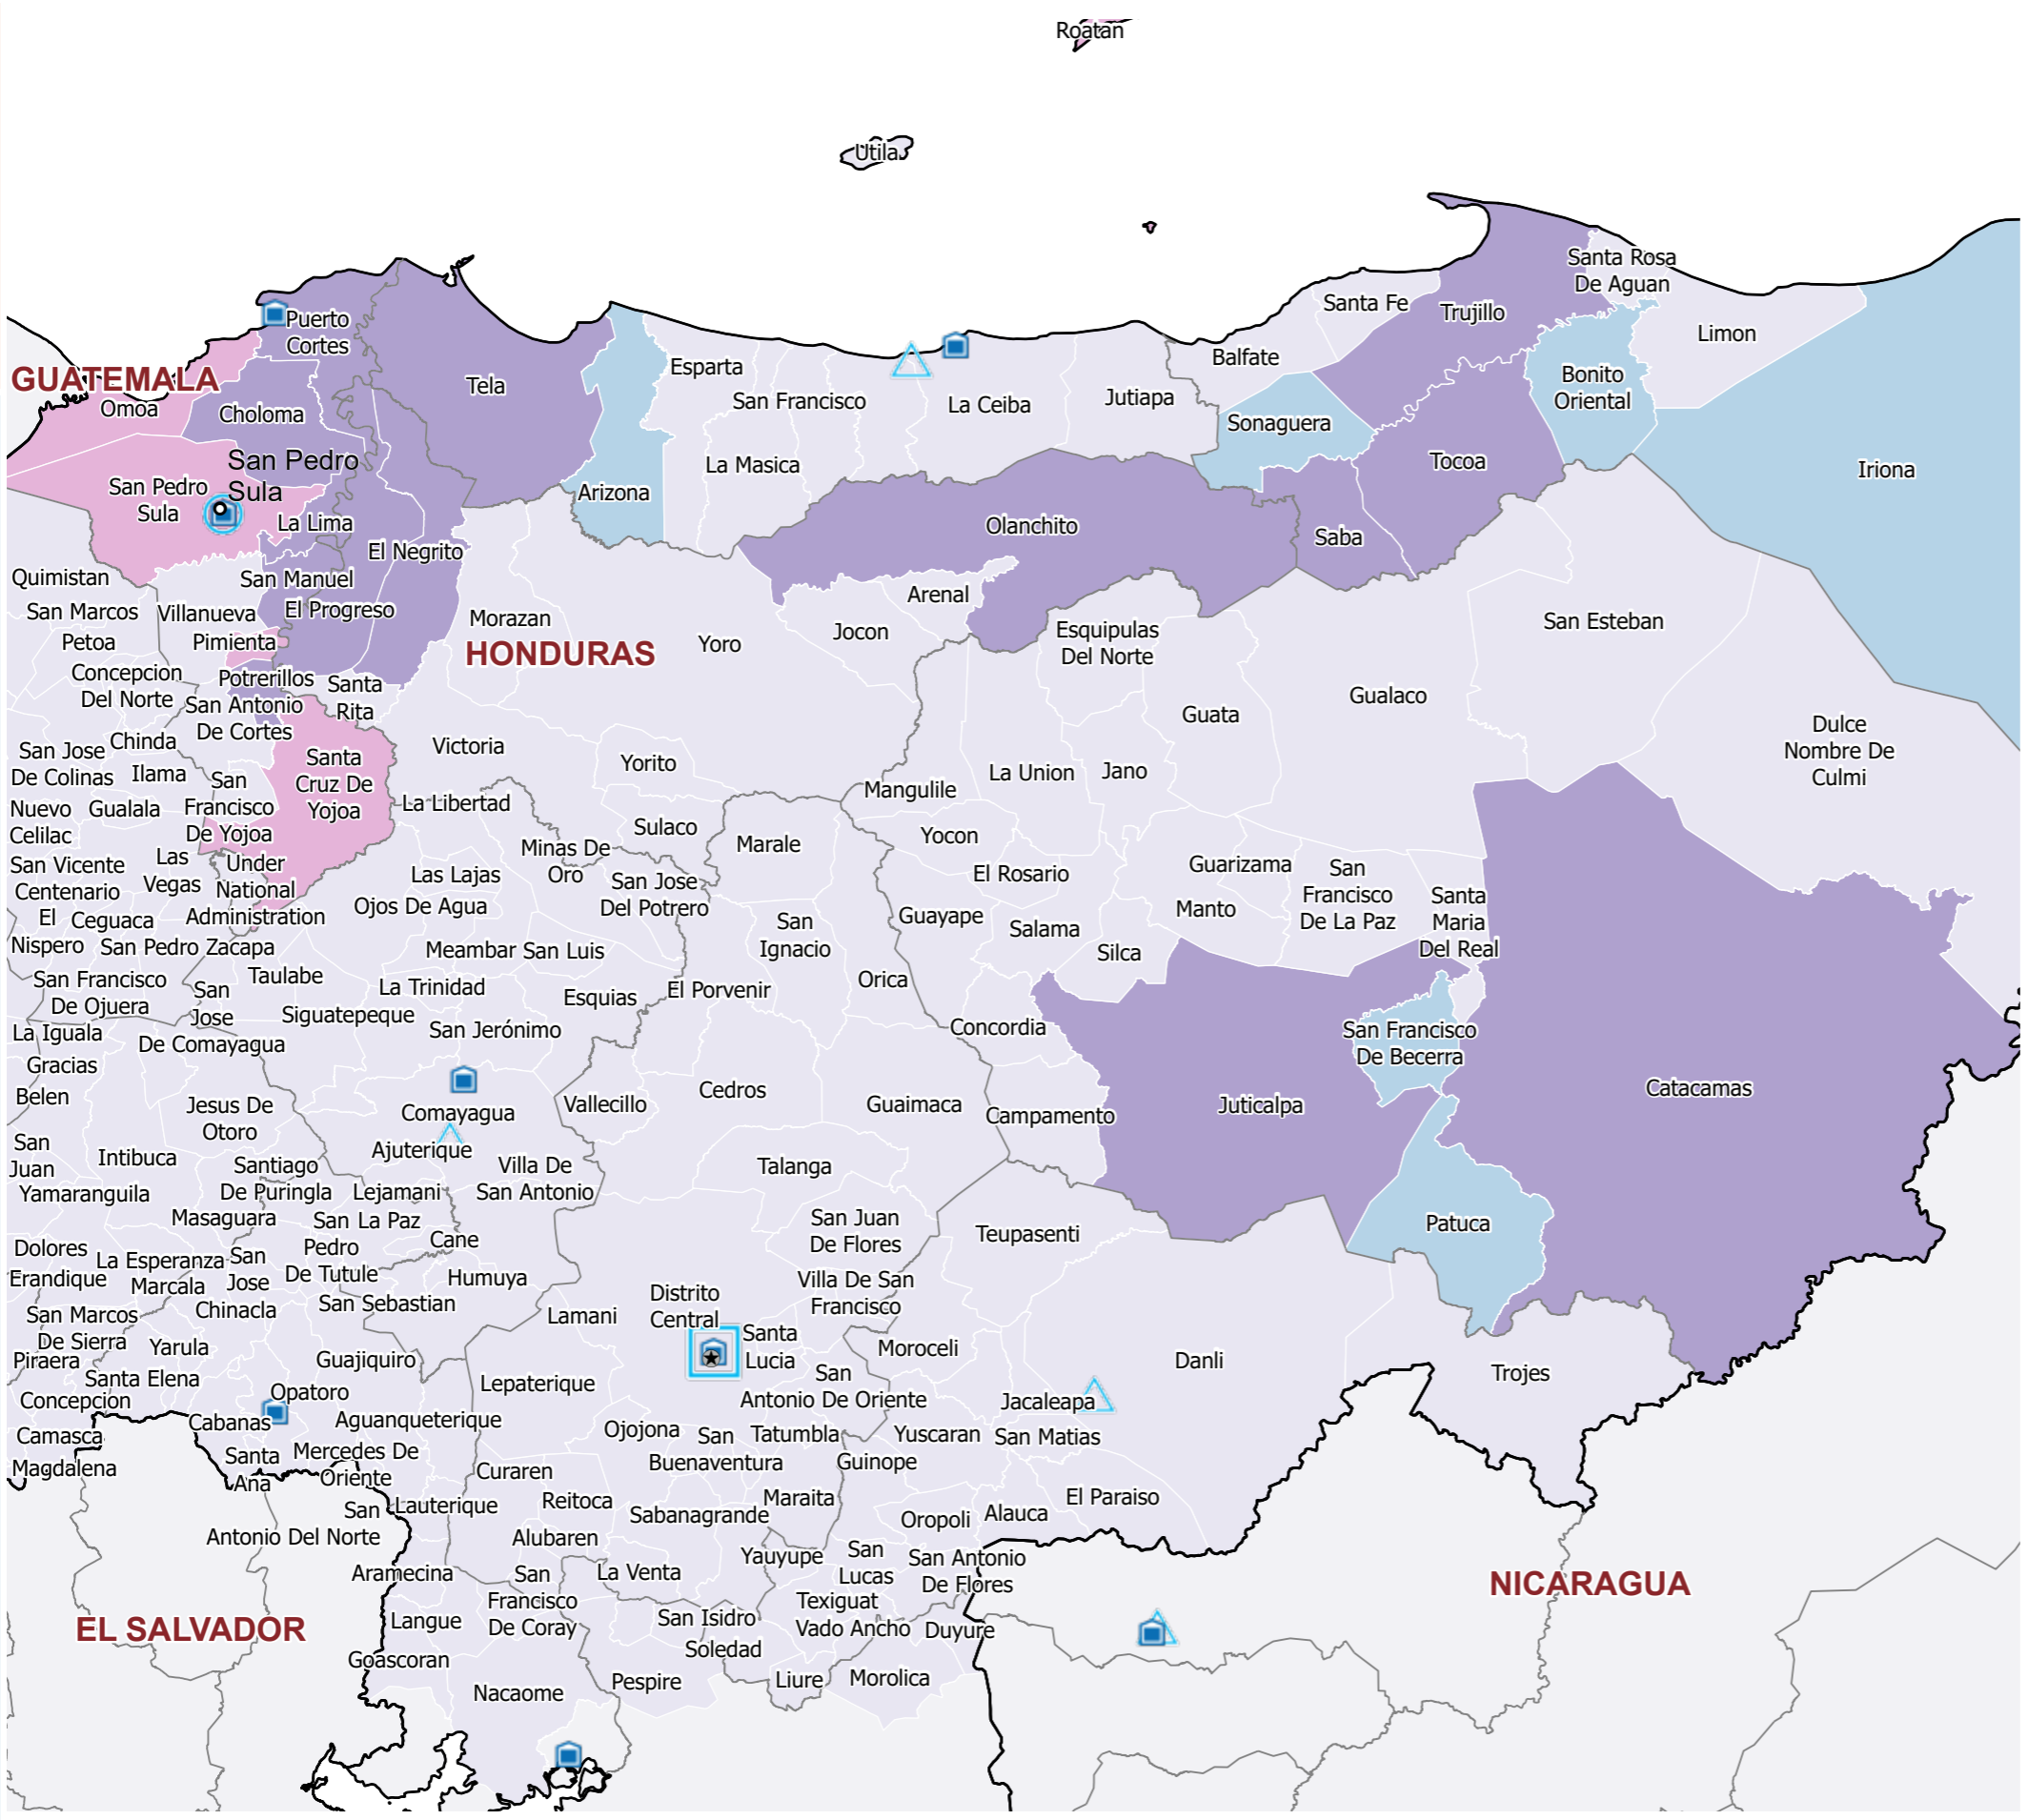 Roatan
Utila
Santa Rosa
De Aguan
Santa Fe
Trujillo
Limon
Puerto
Cortes
Balfate
Esparta
Bonito
Oriental
GUATEMALA
Omoa
Tela
San Francisco
La Ceiba
Jutiapa
Choloma
Sonaguera
San Pedro
Sula
La Masica
Tocoa
Iriona
San Pedro
Sula
Arizona
La Lima
Olanchito
Saba
El Negrito
Quimistan
San Manuel
Arenal
San Marcos
Villanueva
El Progreso
Morazan
Jocon
Esquipulas
Del Norte
San Esteban
Petoa
Pimienta
HONDURAS
Yoro
Concepcion
Del Norte
Potrerillos
Santa
Rita
San Antonio
De Cortes
Guata
Gualaco
Dulce
Nombre De
Culmi
San Jose
De Colinas
Chinda
Victoria
Yorito
Ilama
San
Francisco
De Yojoa
Santa
Cruz De
Yojoa
La Union
Jano
Mangulile
Nuevo
Celilac
Gualala
La Libertad
Sulaco
Marale
Yocon
Minas De
Oro
San Vicente
Centenario
Las
Vegas
Under
National
Administration
Las Lajas
San Jose
Del Potrero
El Rosario
Guarizama
San
Francisco
De La Paz
Santa
Maria
Del Real
El
Nispero
Ceguaca
Ojos De Agua
San
Ignacio
Guayape
Salama
Manto
San Pedro Zacapa
Meambar
San Luis
Silca
San Francisco
De Ojuera
Taulabe
La Trinidad
Esquias
El Porvenir
Orica
San
Jose
De Comayagua
Siguatepeque
San Jerónimo
Concordia
San Francisco
De Becerra
La Iguala
Gracias
Belen
Jesus De
Otoro
Comayagua
Vallecillo
Cedros
Guaimaca
Campamento
Juticalpa
Catacamas
San
Juan
Intibuca
Ajuterique
Talanga
Yamaranguila
Santiago
De Puringla
Lejamani
Villa De
San Antonio
Masaguara
San
Pedro
De Tutule
La Paz
San Juan
De Flores
Teupasenti
Patuca
Dolores
La Esperanza
San
Jose
Cane
Erandique
Marcala
Humuya
Villa De San
Francisco
Chinacla
San Sebastian
Distrito
Central
San Marcos
De Sierra
Lamani
Santa
Lucia
Yarula
Moroceli
Piraera
Guajiquiro
Danli
Trojes
Santa Elena
Lepaterique
San
Antonio De Oriente
Concepcion
Opatoro
Jacaleapa
Cabanas
Aguanqueterique
Camasca
Ojojona
San
Buenaventura
Tatumbla
Yuscaran
San Matias
Magdalena
Santa
Ana
Mercedes De
Oriente
Curaren
Guinope
San
Antonio Del Norte
Lauterique
Reitoca
Maraita
El Paraiso
Sabanagrande
Oropoli
Alauca
Alubaren
Yauyupe
San
Lucas
San Antonio
De Flores
Aramecina
San
Francisco
De Coray
La Venta
NICARAGUA
Texiguat
EL SALVADOR
Langue
San Isidro
Vado Ancho
Duyure
Soledad
Goascoran
Pespire
Liure
Morolica
Nacaome